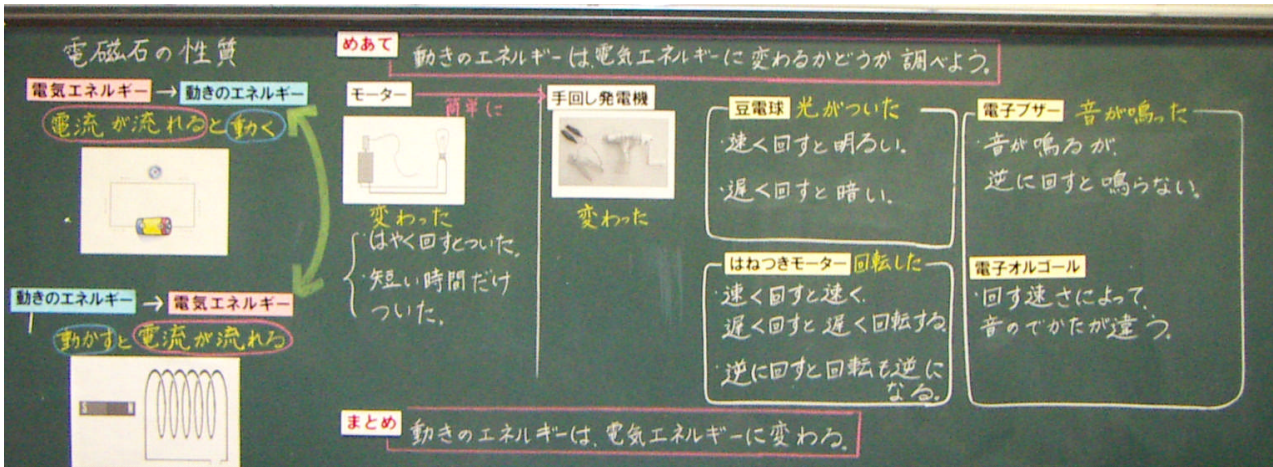 電磁石の性質
電気エネルギー → 動きのエネルギー
電流が流れると動く
動きのエネルギー → 電気エネルギー
動かすと電流が流れる
めあて
動きのエネルギーは、電気エネルギーに変わるかどうか調べよう。
モーター
簡単に
変わった
・はやく回すとついた。
・短い時間だけ
ついた。
手回し発電機
変わった
豆電球 光がついた
・速く回すと明るい。
・遅く回すと暗い。
はねつきモーター 回転した
・速く回すと速く、
遅く回すと遅く回転する。
・逆に回すと回転も逆に
なる。
電子ブザー 音が鳴った
・音が鳴るが、
逆に回すと鳴らない。
電子オルゴール
・回す速さによって、
音のでかたが違う。
まとめ
動きのエネルギーは、電気エネルギーに変わる。